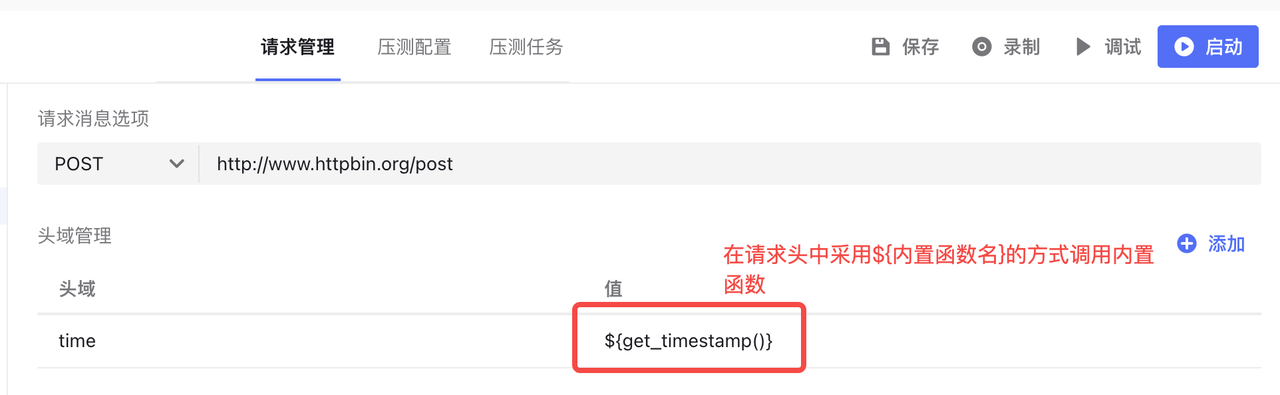 请求管理 压测配置 压测任务 保存 录制 调试 启动
请求消息选项
POST http://www.httpbin.org/post
头域管理
添加
在请求头中采用${内置函数名}的方式调用内置
函数
头域 值
time ${get_timestamp()}